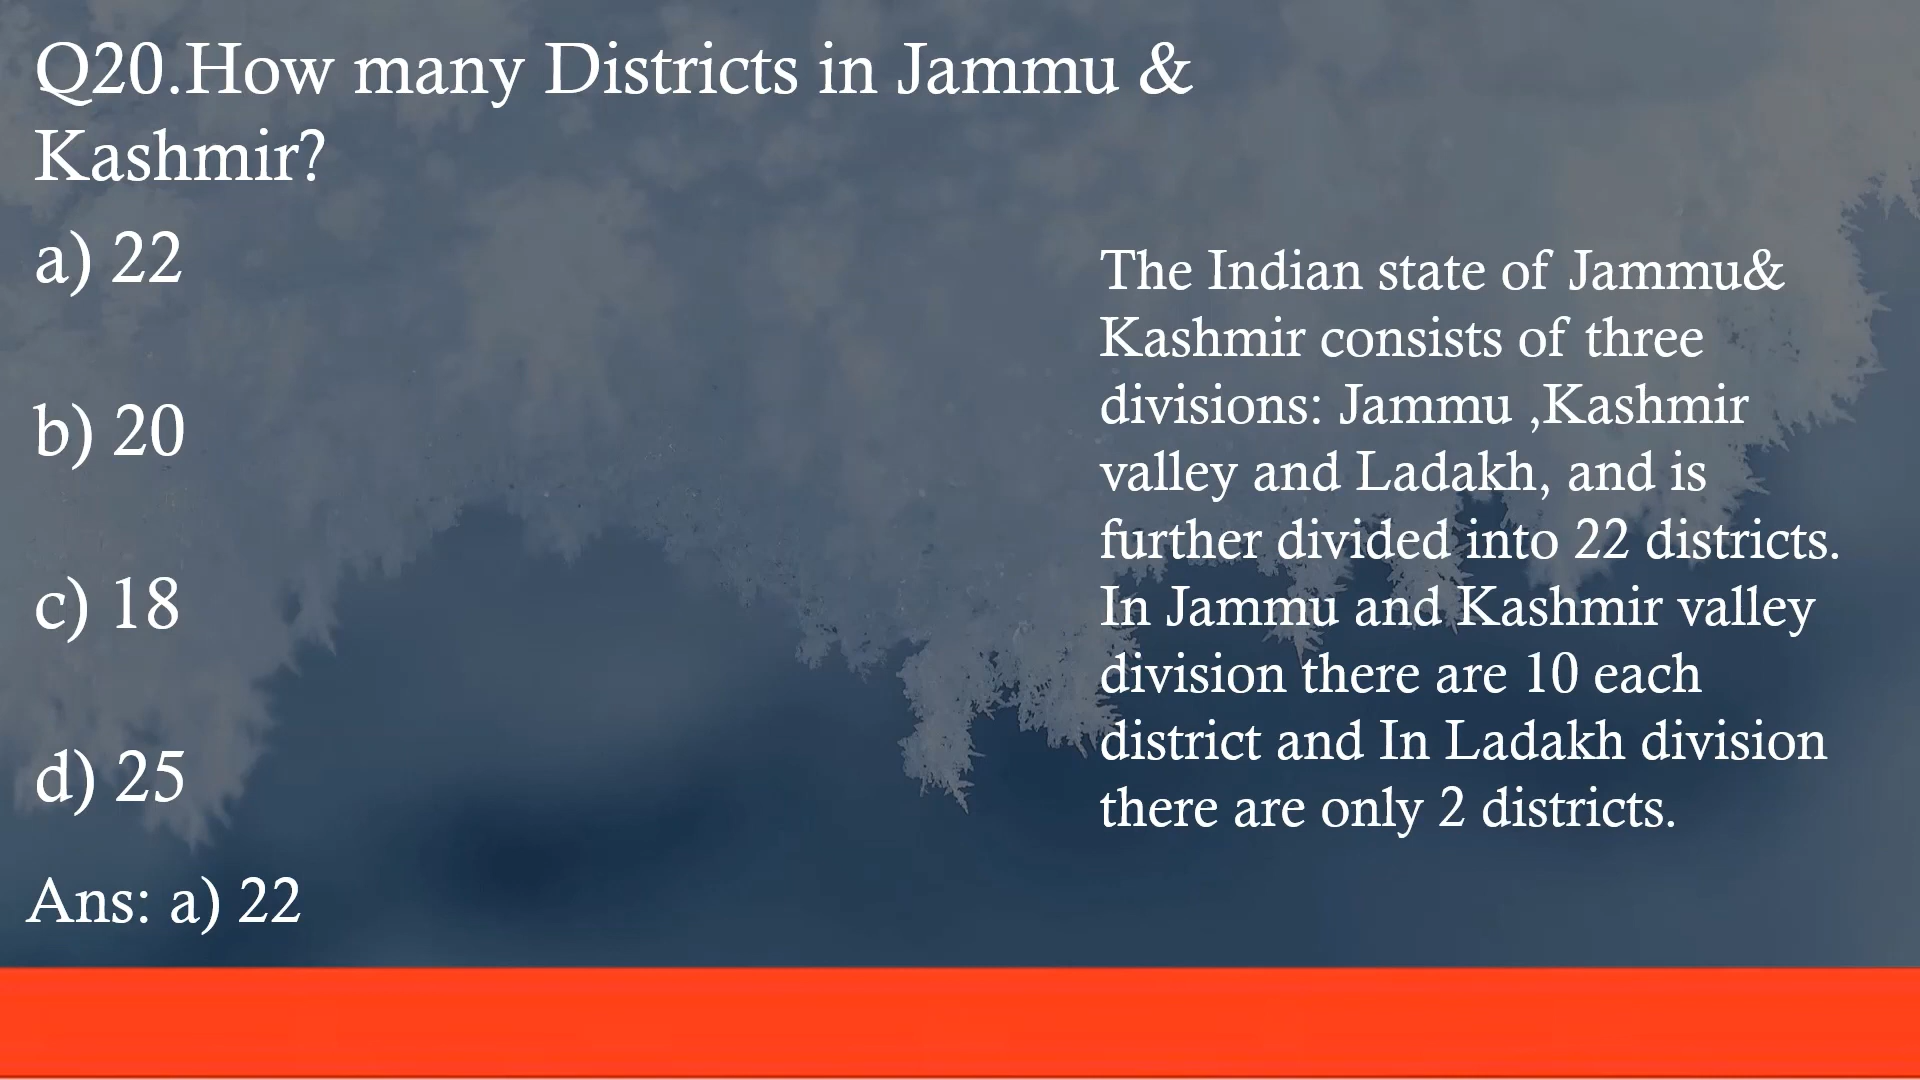 Q20.How many Districts in Jammu &
Kashmir?
a) 22
b) 20
c) 18
d) 25
Ans: a) 22
The Indian state of Jammu&
Kashmir consists of three
divisions: Jammu ,Kashmir
valley and Ladakh, and is
further divided into 22 districts.
In Jammu and Kashmir valley
division there are 10 each
district and In Ladakh division
there are only 2 districts.